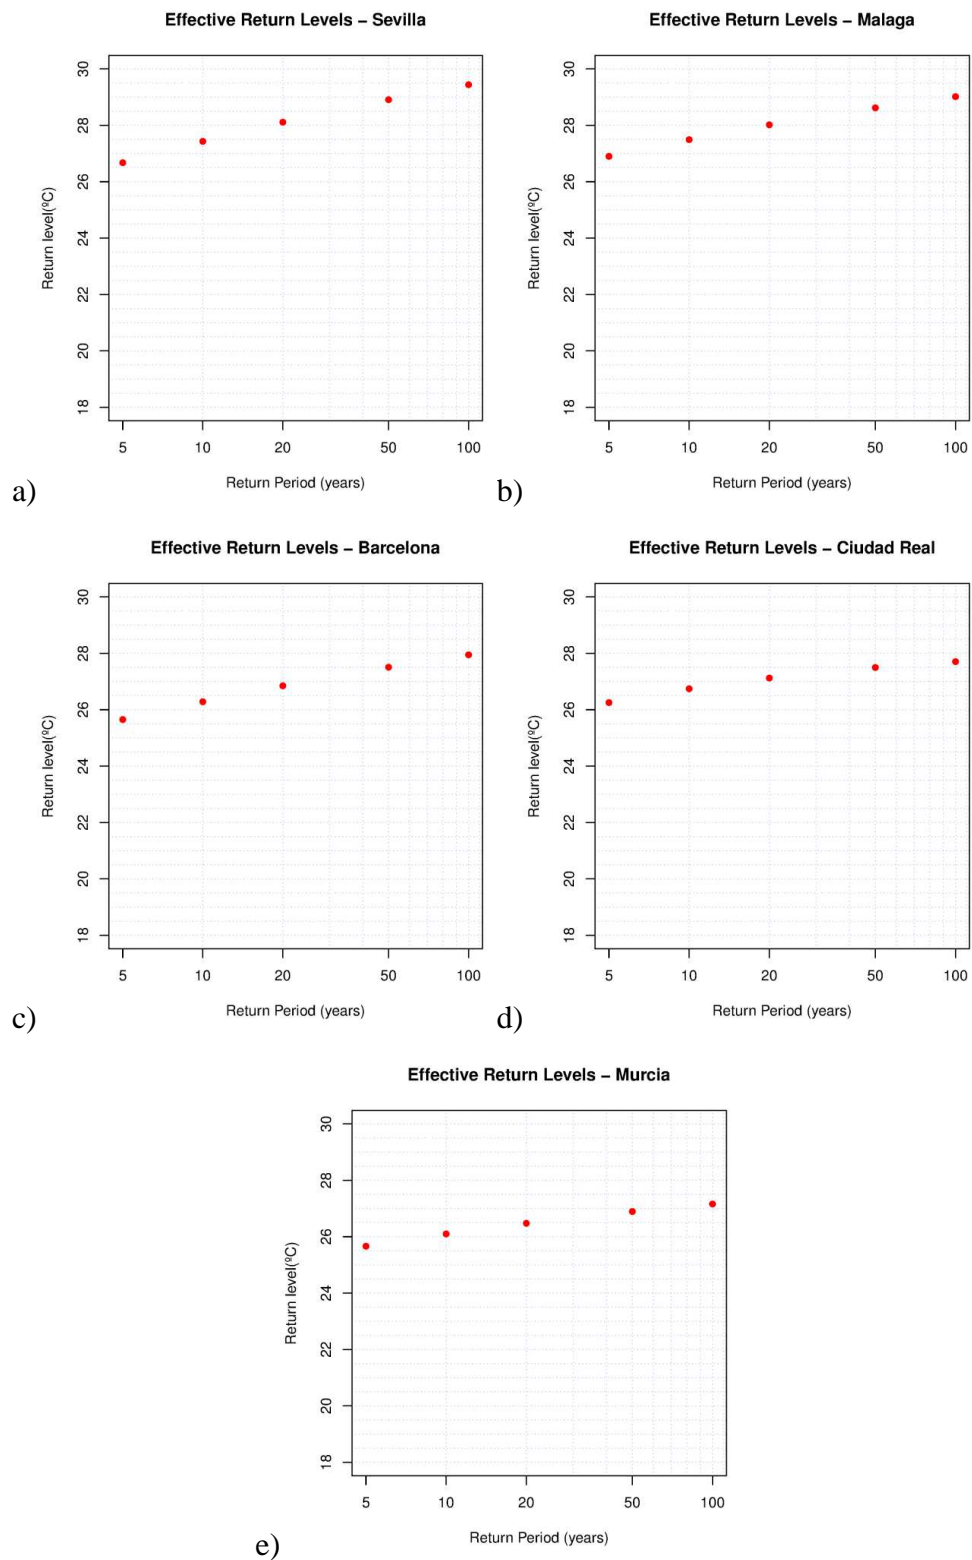 Effective Return Levels – Sevilla
30
28
26
24
22
20
18
Return level(ºC)
5 10 20 50 100
Return Period (years)
a)
Effective Return Levels – Malaga
30
28
26
24
22
20
18
Return level(ºC)
5 10 20 50 100
Return Period (years)
b)
Effective Return Levels – Barcelona
30
28
26
24
22
20
18
Return level(ºC)
5 10 20 50 100
Return Period (years)
c)
Effective Return Levels – Ciudad Real
30
28
26
24
22
20
18
Return level(ºC)
5 10 20 50 100
Return Period (years)
d)
Effective Return Levels – Murcia
30
28
26
24
22
20
18
Return level(ºC)
5 10 20 50 100
Return Period (years)
e)